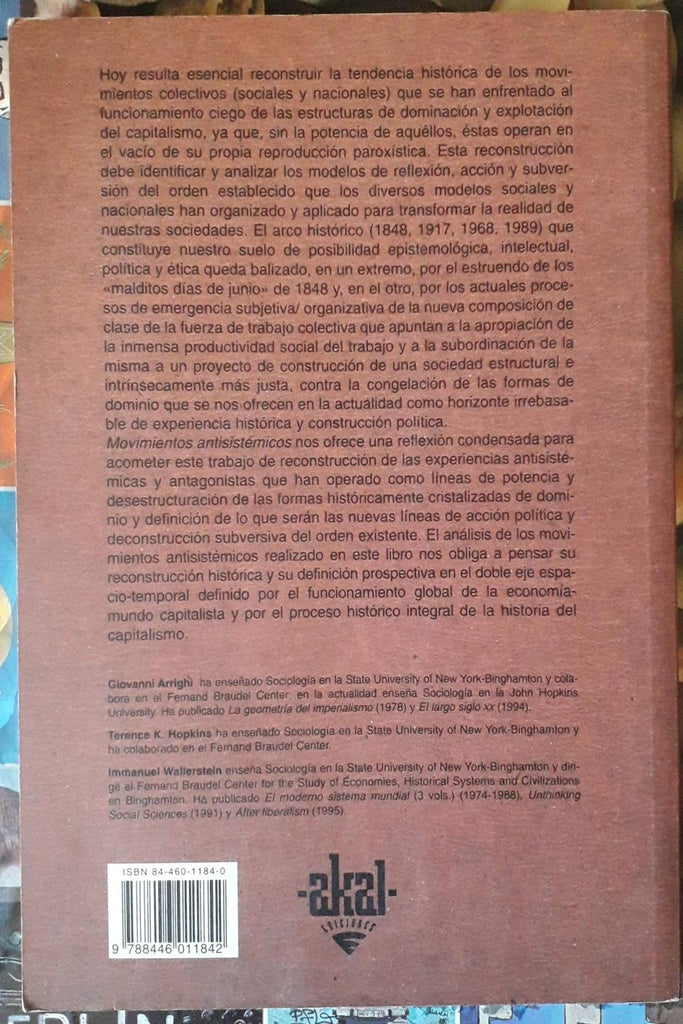 Hoy resulta esencial reconstruir la tendencia histórica de los movi-
mientos colectivos (sociales y nacionales) que se han enfrentado al
funcionamiento ciego de las estructuras de dominación y explotación
del capitalismo, ya que, sin la potencia de aquéllos, éstas operan en
el vacío de su propia reproducción paroxística. Esta reconstrucción
debe identificar y analizar los modelos de reflexión, acción y subver-
sión del orden establecido que los diversos modelos sociales y
nacionales han organizado y aplicado para transformar la realidad de
nuestras sociedades. El arco histórico (1848, 1917, 1968, 1989) que
constituye nuestro suelo de posibilidad epistemológica, intelectual,
política y ética queda balizado, en un extremo, por el estruendo de los
«malditos días de junio» de 1848 y, en el otro, por los actuales proce-
sos de emergencia subjetiva/ organizativa de la nueva composición de
clase de la fuerza de trabajo colectiva que apuntan a la apropiación de
la inmensa productividad social del trabajo y a la subordinación de la
misma a un proyecto de construcción de una sociedad estructural e
intrínsecamente más justa, contra la congelación de las formas de
dominio que se nos ofrecen en la actualidad como horizonte irrebasa-
ble de experiencia histórica y construcción política.
Movimientos antisistémicos nos ofrece una reflexión condensada para
acometer este trabajo de reconstrucción de las experiencias antisisté-
micas y antagonistas que han operado como líneas de potencia y
desestructuración de las formas históricamente cristalizadas de domi-
nio y definición de lo que serán las nuevas líneas de acción política y
deconstrucción subversiva del orden existente. El análisis de los movi-
mientos antisistémicos realizado en este libro nos obliga a pensar su
reconstrucción histórica y su definición prospectiva en el doble eje espa-
cio-temporal definido por el funcionamiento global de la economía-
mundo capitalista y por el proceso histórico integral de la historia del
capitalismo.
Giovanni Arrighi ha enseñado Sociología en la State University of New York-Binghamton y cola-
bora en el Fernand Braudel Center; en la actualidad enseña Sociología en la John Hopkins
University. Ha publicado La geometría del imperialismo (1978) y El largo siglo XX (1994).
Terence K. Hopkins ha enseñado Sociología en la State University of New York-Binghamton y
ha colaborado en el Fernand Braudel Center.
Immanuel Wallerstein enseña Sociología en la State University of New York-Binghamton y diri-
ge el Fernand Braudel Center for the Study of Économies, Historical Systems and Civilizations
en Binghamton. Ha publicado El moderno sistema mundial (3 vols.) (1974-1988), Unthinking
Social Sciences (1991) y After liberalism (1995).
ISBN 84-460-1184-0
9 788446 011842
akal
EDICIONES